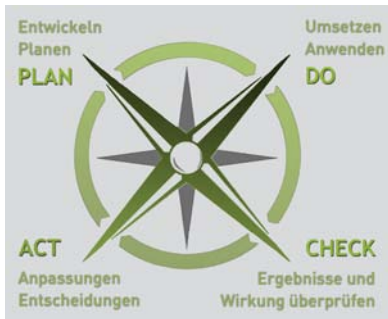 Entwickeln
Planen
PLAN
Umsetzen
Anwenden
DO
ACT
Anpassungen
Entscheidungen
CHECK
Ergebnisse und
Wirkung überprüfen